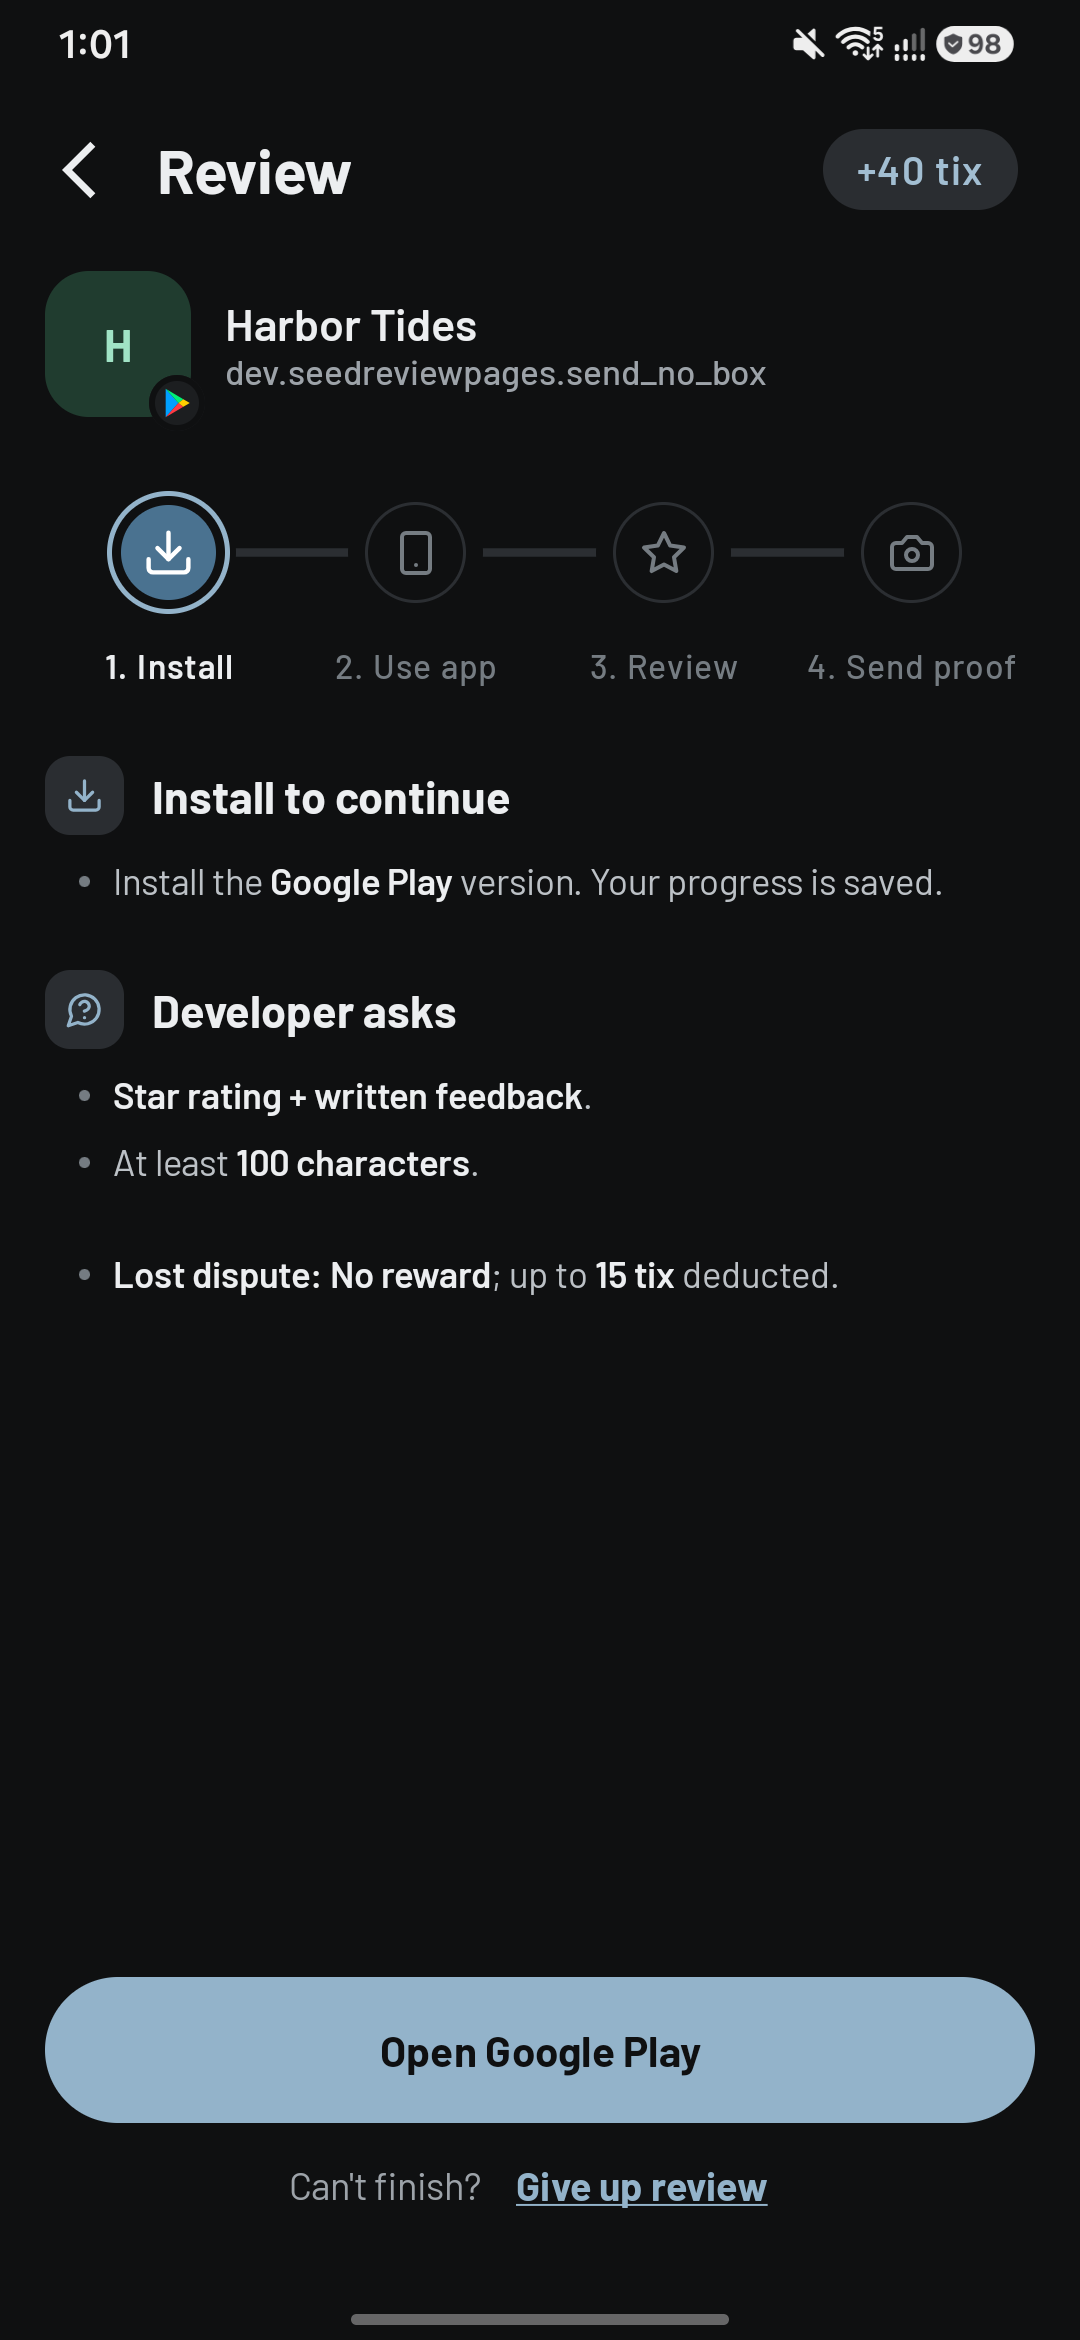 1:01
5
98
Review
+40 tix
H
Harbor Tides
dev.seedreviewpages.send_no_box
1. Install
2. Use app
3. Review
4. Send proof
Install to continue
Install the Google Play version. Your progress is saved.
Developer asks
Star rating + written feedback.
At least 100 characters.
Lost dispute: No reward; up to 15 tix deducted.
Open Google Play
Can't finish? Give up review